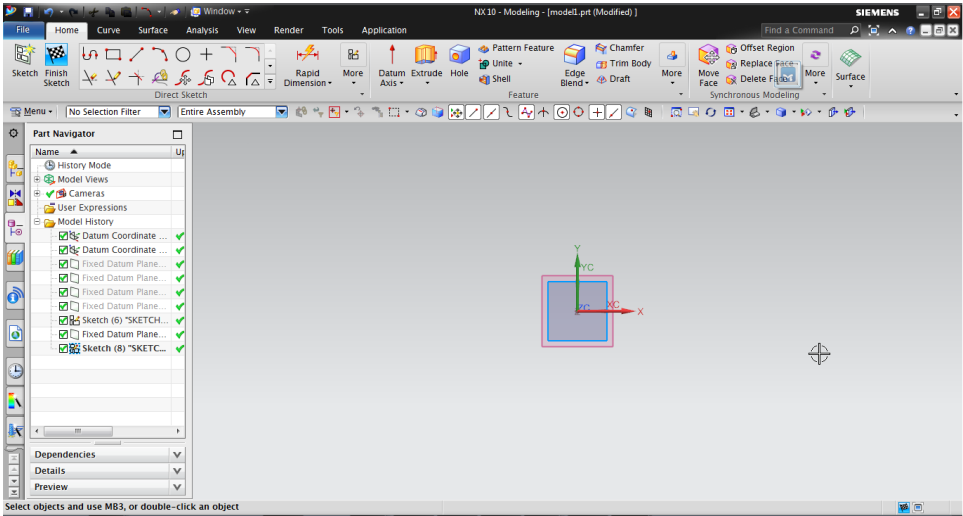 Window
NX 10 - Modeling - [model1.prt (Modified) ]
SIEMENS
File Home Curve Surface Analysis View Render Tools Application
Find a Command
Sketch
Finish Sketch
Direct Sketch
Rapid Dimension
More
Datum Axis
Extrude
Hole
Pattern Feature
Unite
Shell
Edge Blend
Chamfer
Trim Body
Draft
More
Feature
Move Face
Offset Region
Replace Face
Delete Face
More
Synchronous Modeling
Surface
Menu
No Selection Filter
Entire Assembly
Part Navigator
Name
Up
History Mode
Model Views
Cameras
User Expressions
Model History
Datum Coordinate ...
Datum Coordinate ...
Fixed Datum Plane...
Fixed Datum Plane...
Fixed Datum Plane...
Fixed Datum Plane...
Sketch (6) "SKETCH...
Fixed Datum Plane...
Sketch (8) "SKETC...
Y
YC
ZC
XC
X
Dependencies
Details
Preview
Select objects and use MB3, or double-click an object